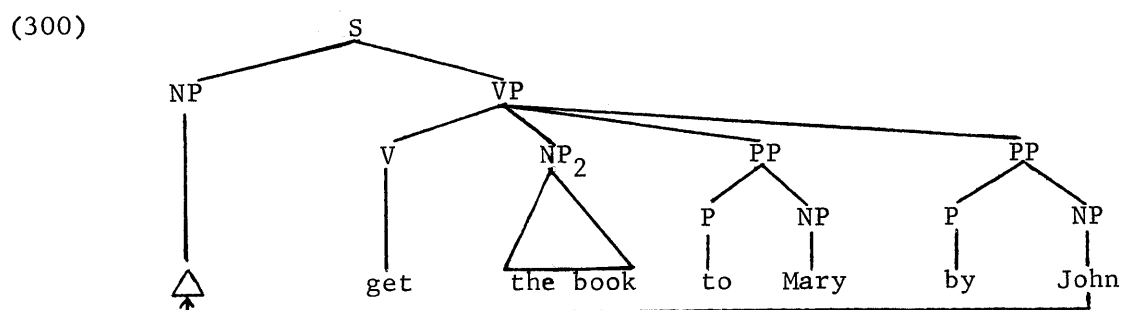 (300)
S
NP VP
V NP2 PP PP
P NP P NP
get the book to Mary by John